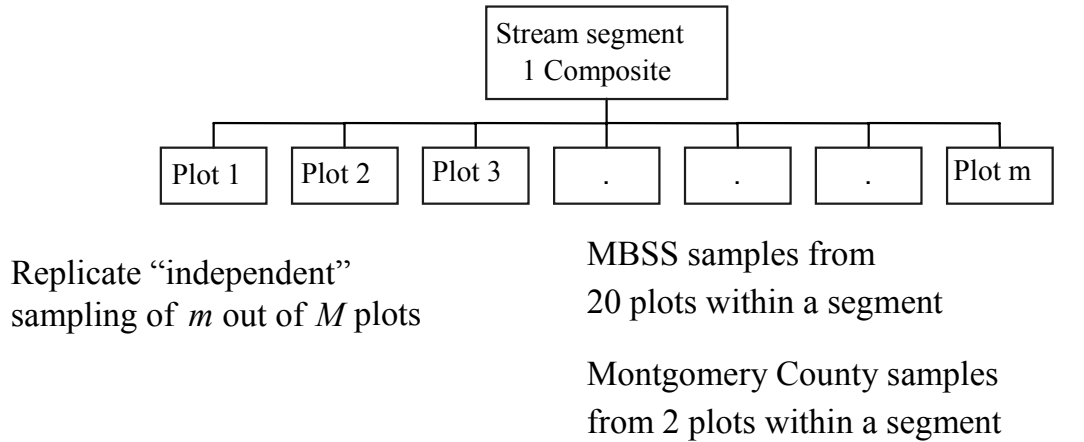 Stream segment
1 Composite
Plot 1
Plot 2
Plot 3
.
.
.
Plot m
Replicate “independent”
sampling of m out of M plots
MBSS samples from
20 plots within a segment
Montgomery County samples
from 2 plots within a segment